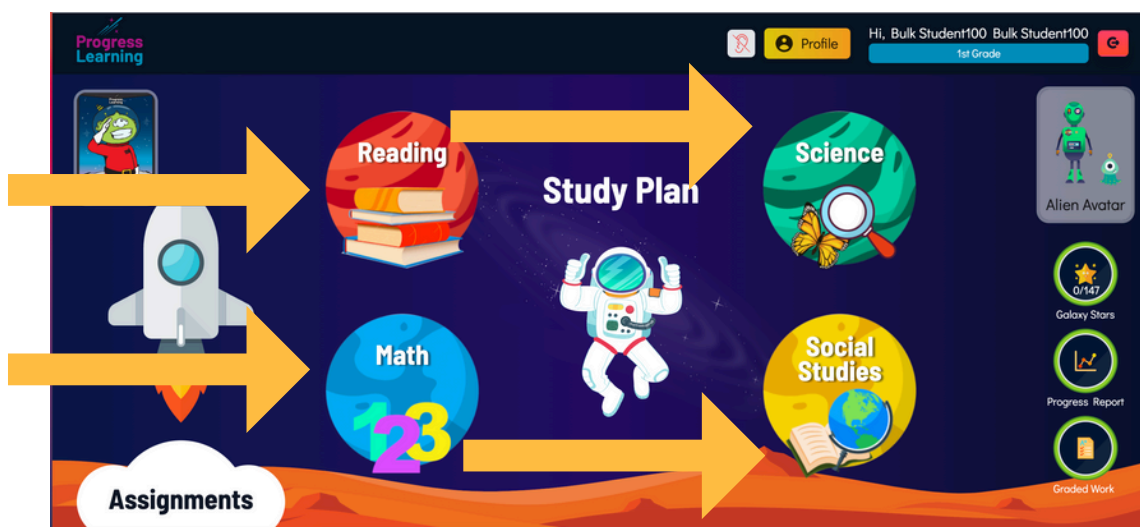 Progress
Learning
Profile
Hi, Bulk Student100 Bulk Student100
1st Grade
Reading
Science
Study Plan
Alien Avatar
0/147
Galaxy Stars
Math
123
Social
Studies
Progress Report
Graded Work
Assignments